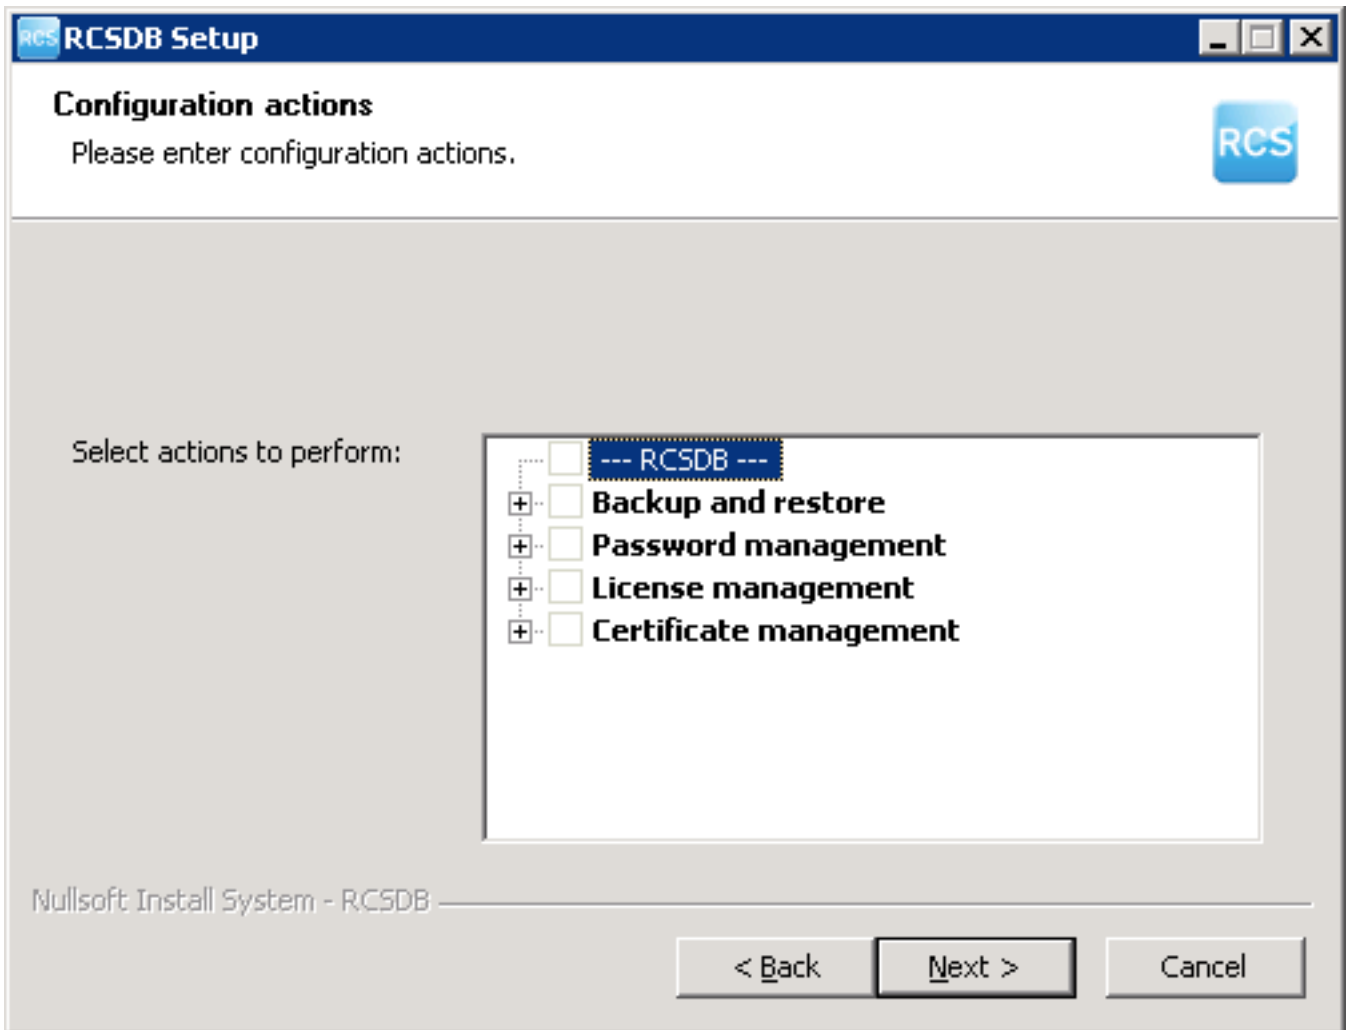 RCS RCSDB Setup
Configuration actions
Please enter configuration actions.
RCS
Select actions to perform:
--- RCSDB ---
Backup and restore
Password management
License management
Certificate management
Nullsoft Install System - RCSDB
< Back Next > Cancel